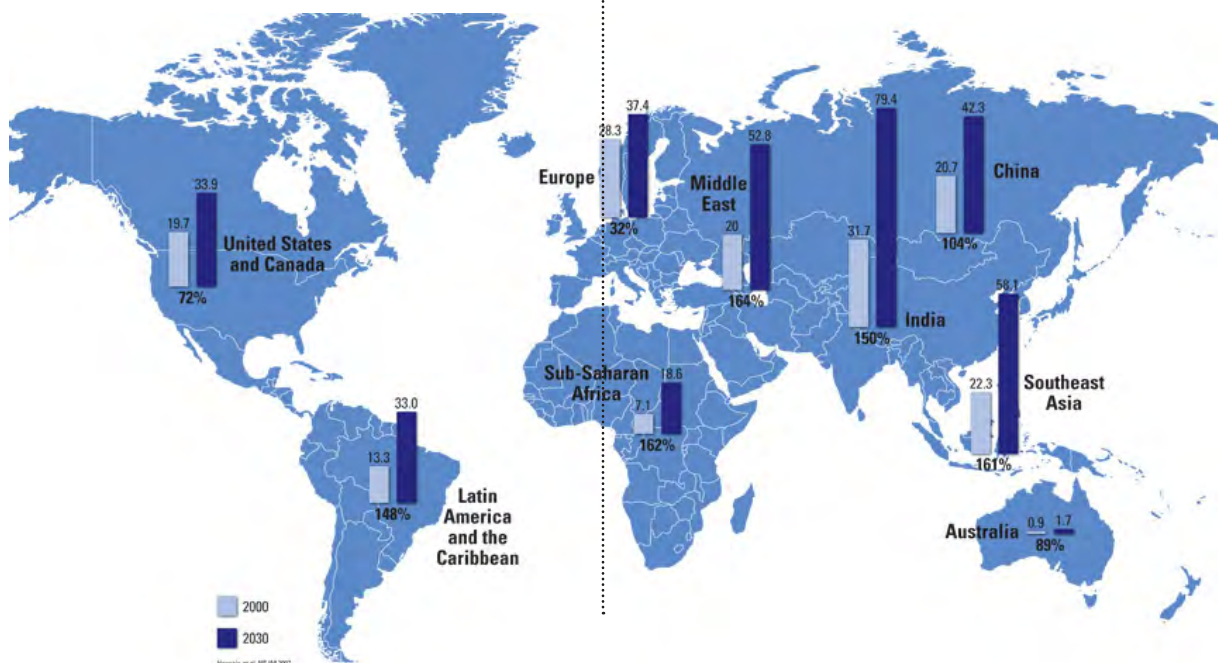 37.4
28.3
Europe
32%
52.8
Middle
East
20
164%
79.4
31.7
India
150%
42.3
20.7
China
104%
33.9
19.7
United States
and Canada
72%
58.1
22.3
Southeast
Asia
161%
Sub-Saharan
Africa
18.6
7.1
162%
33.0
13.3
148%
Latin
America
and the
Caribbean
Australia
0.9
1.7
89%
2000
2030